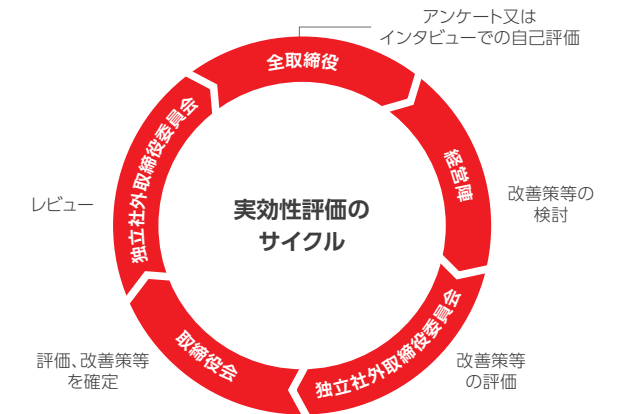 アンケート又は
インタビューでの自己評価
全取締役
経営陣
改善策等の
検討
独立社外取締役委員会
改善策等
の評価
取締役会
評価、改善策等
を確定
独立社外取締役委員会
レビュー
実効性評価の
サイクル